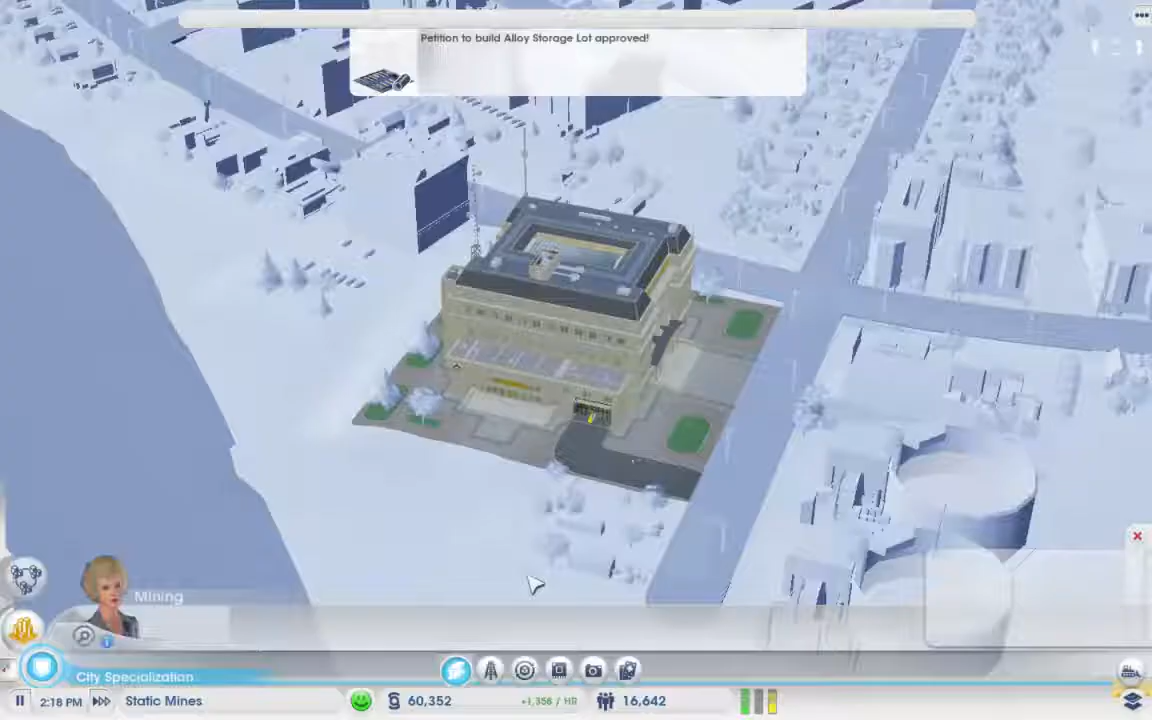 Petition to build Alloy Storage Lot approved!
Mining
City Specialization
2:18 PM Static Mines 60,352 +1,356 / HR 16,642